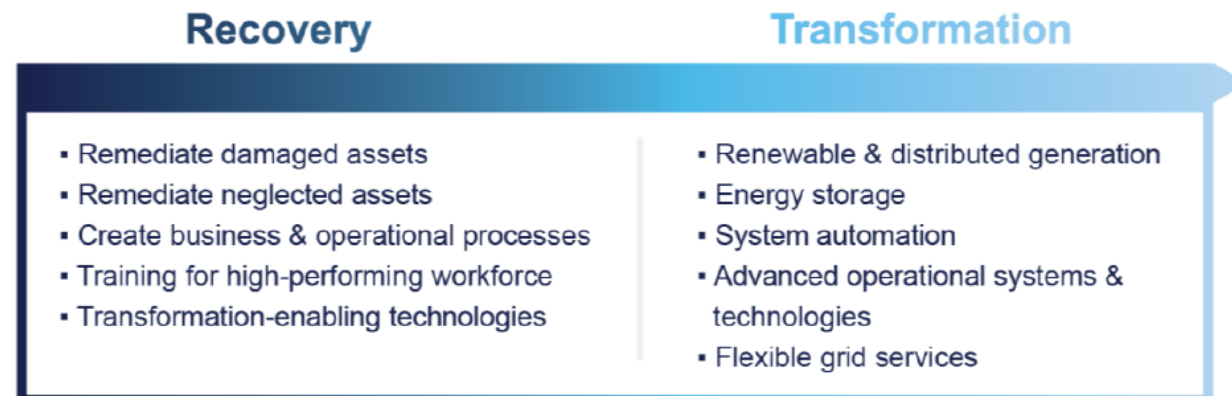 Recovery
▪ Remediate damaged assets
▪ Remediate neglected assets
▪ Create business & operational processes
▪ Training for high-performing workforce
▪ Transformation-enabling technologies
Transformation
▪ Renewable & distributed generation
▪ Energy storage
▪ System automation
▪ Advanced operational systems &
technologies
▪ Flexible grid services